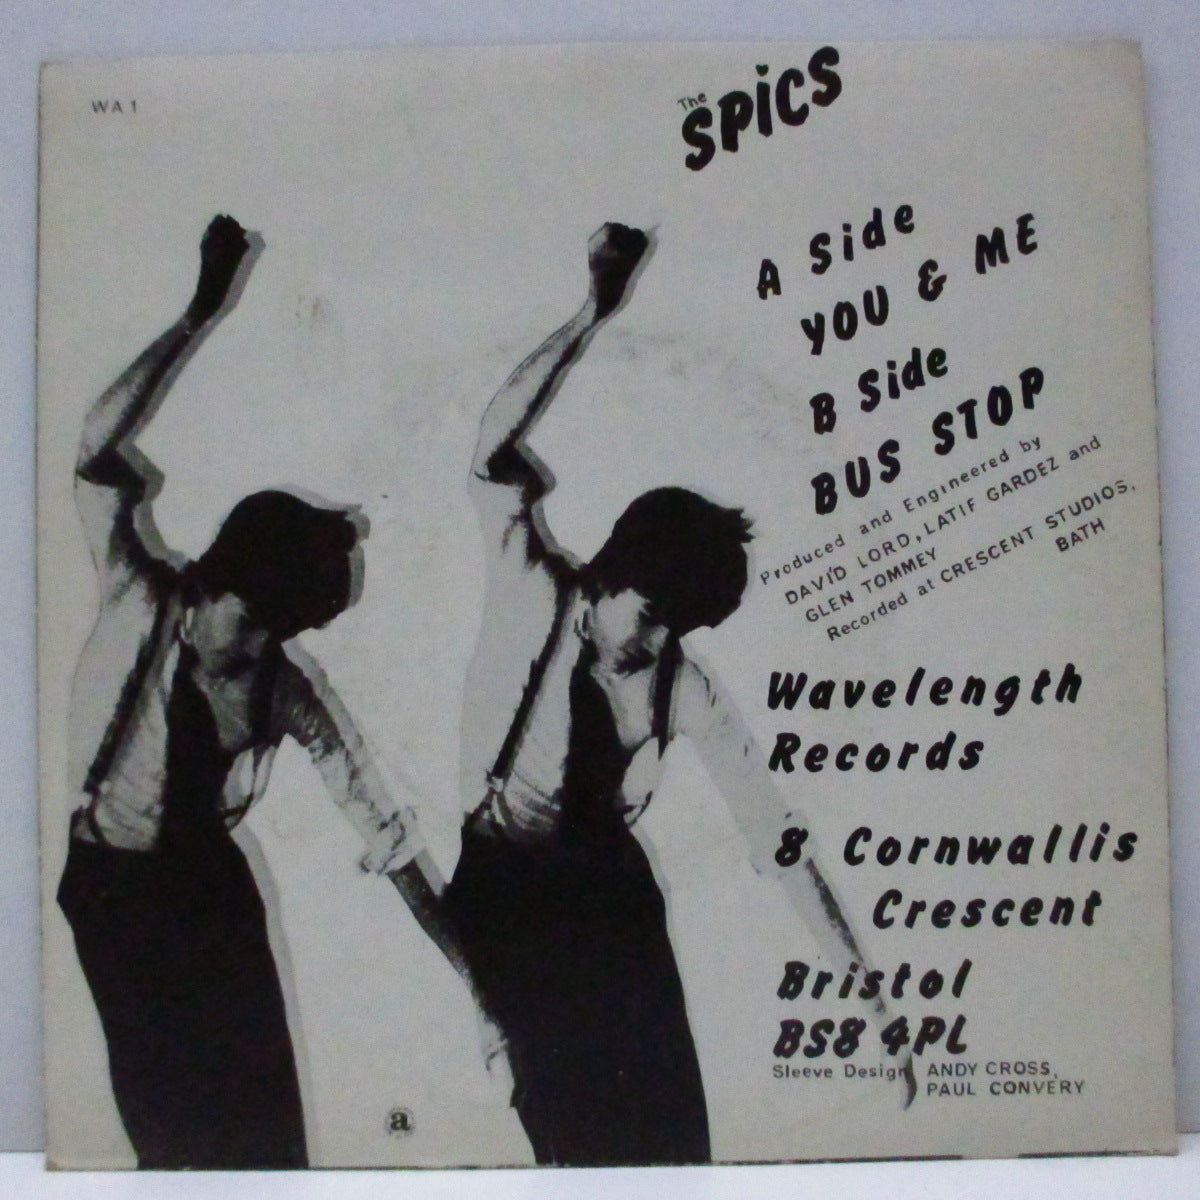 WA 1
The
SPiCS
A Side
YOU & ME
B Side
BUS STOP
Produced and Engineered by
DAVID LORD, LATIF GARDEZ and
GLEN TOMMEY
Recorded at CRESCENT STUDIOS,
BATH
Wavelength
Records
8 Cornwallis
Crescent
Bristol
BS8 4PL
Sleeve Design ANDY CROSS,
PAUL CONVERY
a